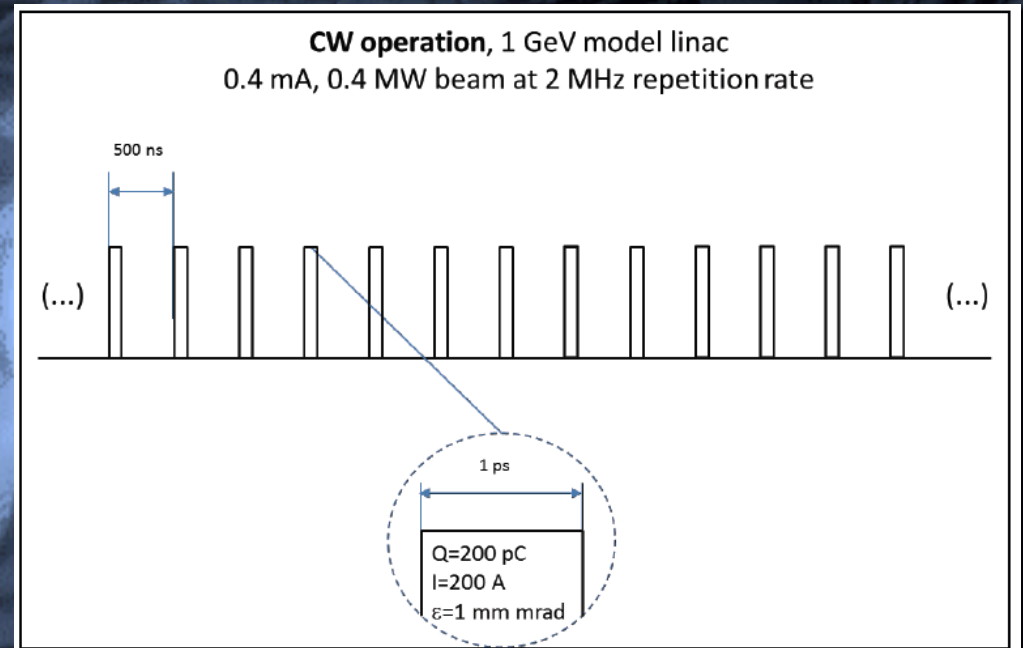 CW operation, 1 GeV model linac
0.4 mA, 0.4 MW beam at 2 MHz repetition rate
500 ns
(...)
(...)
1 ps
Q=200 pC
I=200 A
ε=1 mm mrad